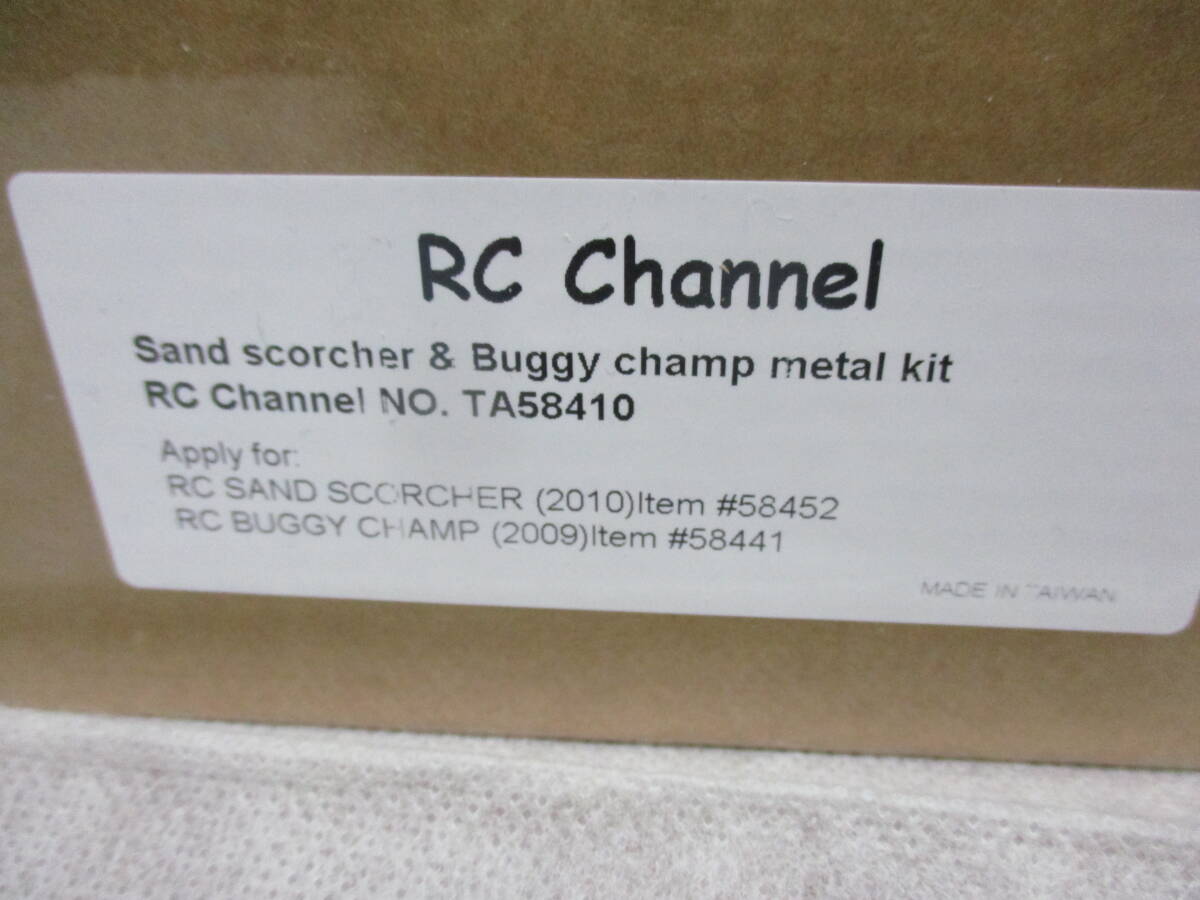 RC Channel
Sand scorcher & Buggy champ metal kit
RC Channel NO. TA58410
Apply for:
RC SAND SCORCHER (2010)Item #58452
RC BUGGY CHAMP (2009)Item #58441
MADE IN TAIWAN